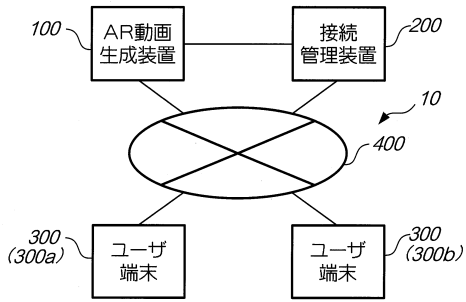 100
AR動画
生成装置
接続
管理装置
200
10
400
300
(300a)
ユーザ
端末
ユーザ
端末
300
(300b)